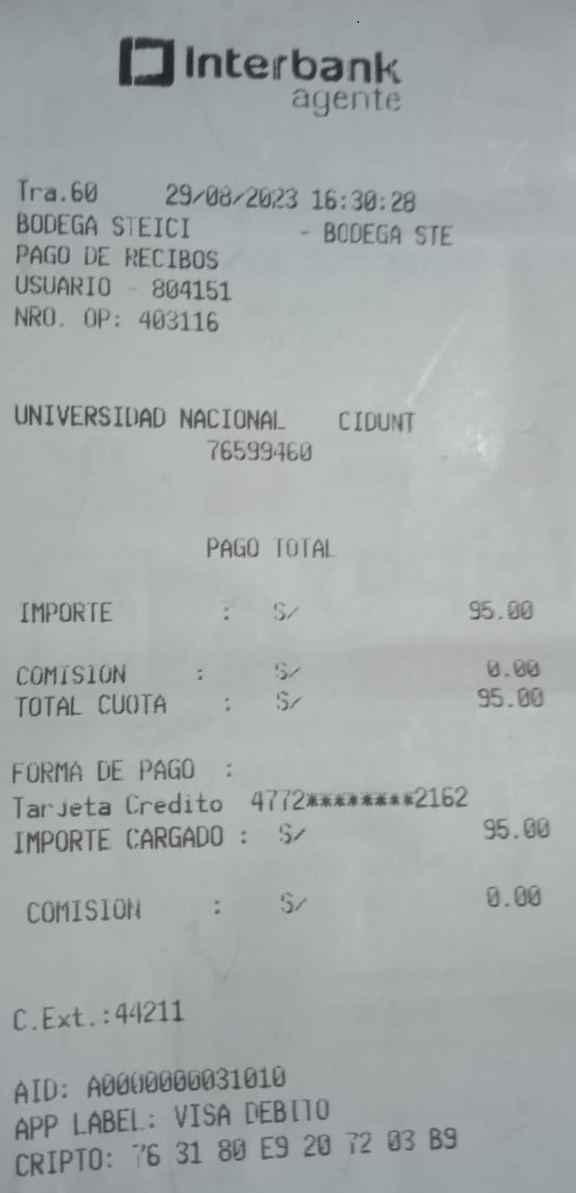 Interbank
agente
Tra.60 29/08/2023 16:30:28
BODEGA STEICI - BODEGA STE
PAGO DE RECIBOS
USUARIO - 804151
NRO. OP: 403116
UNIVERSIDAD NACIONAL CIDUNT
76599460
PAGO TOTAL
IMPORTE : S/ 95.00
COMISION : S/ 0.00
TOTAL CUOTA : S/ 95.00
FORMA DE PAGO :
Tarjeta Credito 4772********2162
IMPORTE CARGADO : S/ 95.00
COMISION : S/ 0.00
C.Ext.:44211
AID: A0000000031010
APP LABEL: VISA DEBITO
CRIPTO: 76 31 80 E9 20 72 03 B9